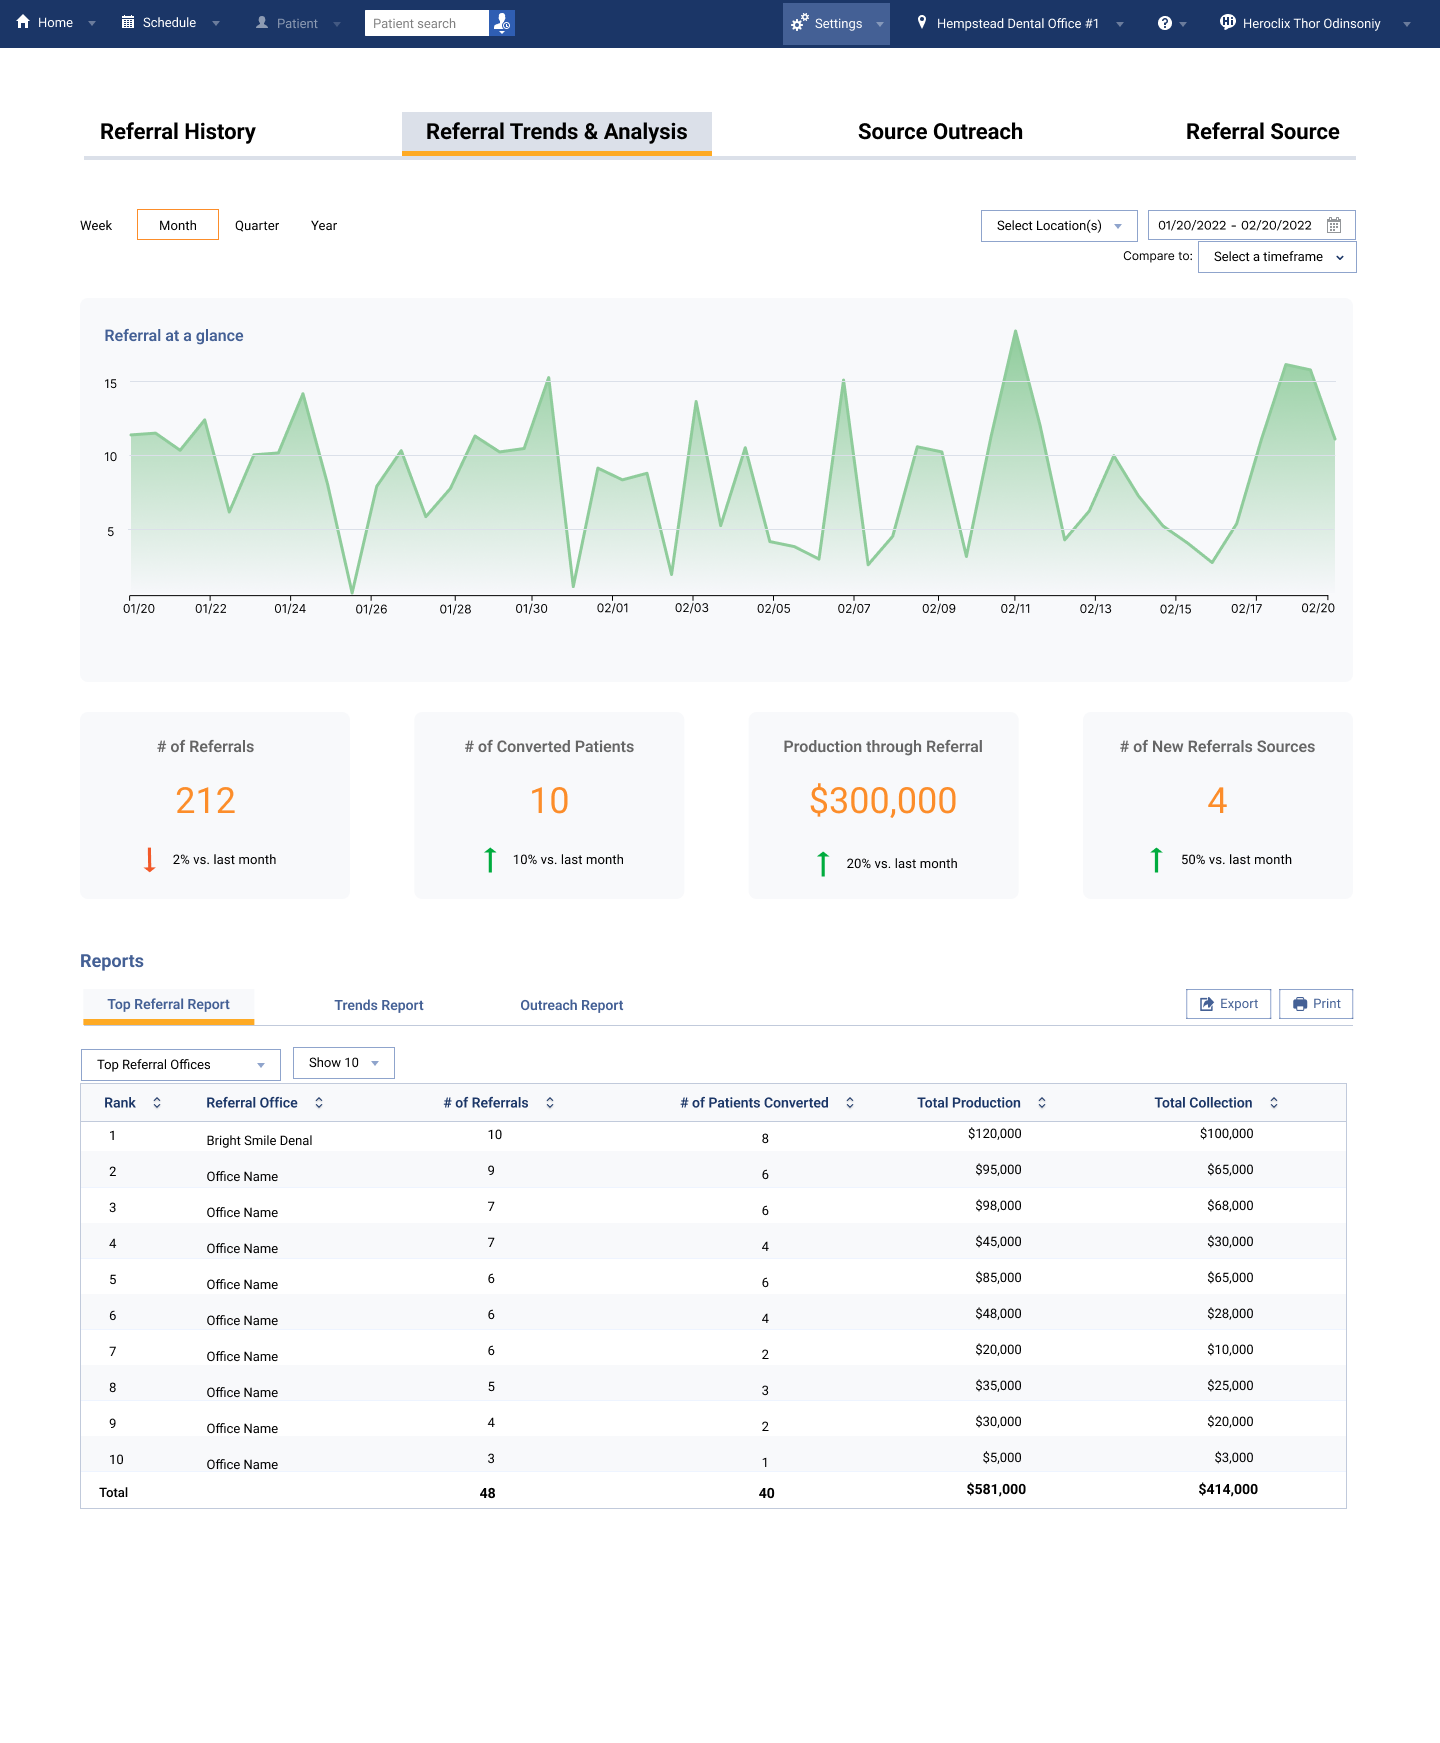 Home Schedule Patient Patient search Settings Hempstead Dental Office #1 ? Hi Heroclix Thor Odinsoniy
Referral History Referral Trends & Analysis Source Outreach Referral Source
Week Month Quarter Year Select Location(s) 01/20/2022 - 02/20/2022
Compare to: Select a timeframe
Referral at a glance
15
10
5
01/20 01/22 01/24 01/26 01/28 01/30 02/01 02/03 02/05 02/07 02/09 02/11 02/13 02/15 02/17 02/20
# of Referrals # of Converted Patients Production through Referral # of New Referrals Sources
212 10 $300,000 4
2% vs. last month 10% vs. last month 20% vs. last month 50% vs. last month
Reports
Top Referral Report Trends Report Outreach Report Export Print
Top Referral Offices Show 10
Rank Referral Office # of Referrals # of Patients Converted Total Production Total Collection
1 Bright Smile Denal 10 8 $120,000 $100,000
2 Office Name 9 6 $95,000 $65,000
3 Office Name 7 6 $98,000 $68,000
4 Office Name 7 4 $45,000 $30,000
5 Office Name 6 6 $85,000 $65,000
6 Office Name 6 4 $48,000 $28,000
7 Office Name 6 2 $20,000 $10,000
8 Office Name 5 3 $35,000 $25,000
9 Office Name 4 2 $30,000 $20,000
10 Office Name 3 1 $5,000 $3,000
Total 48 40 $581,000 $414,000